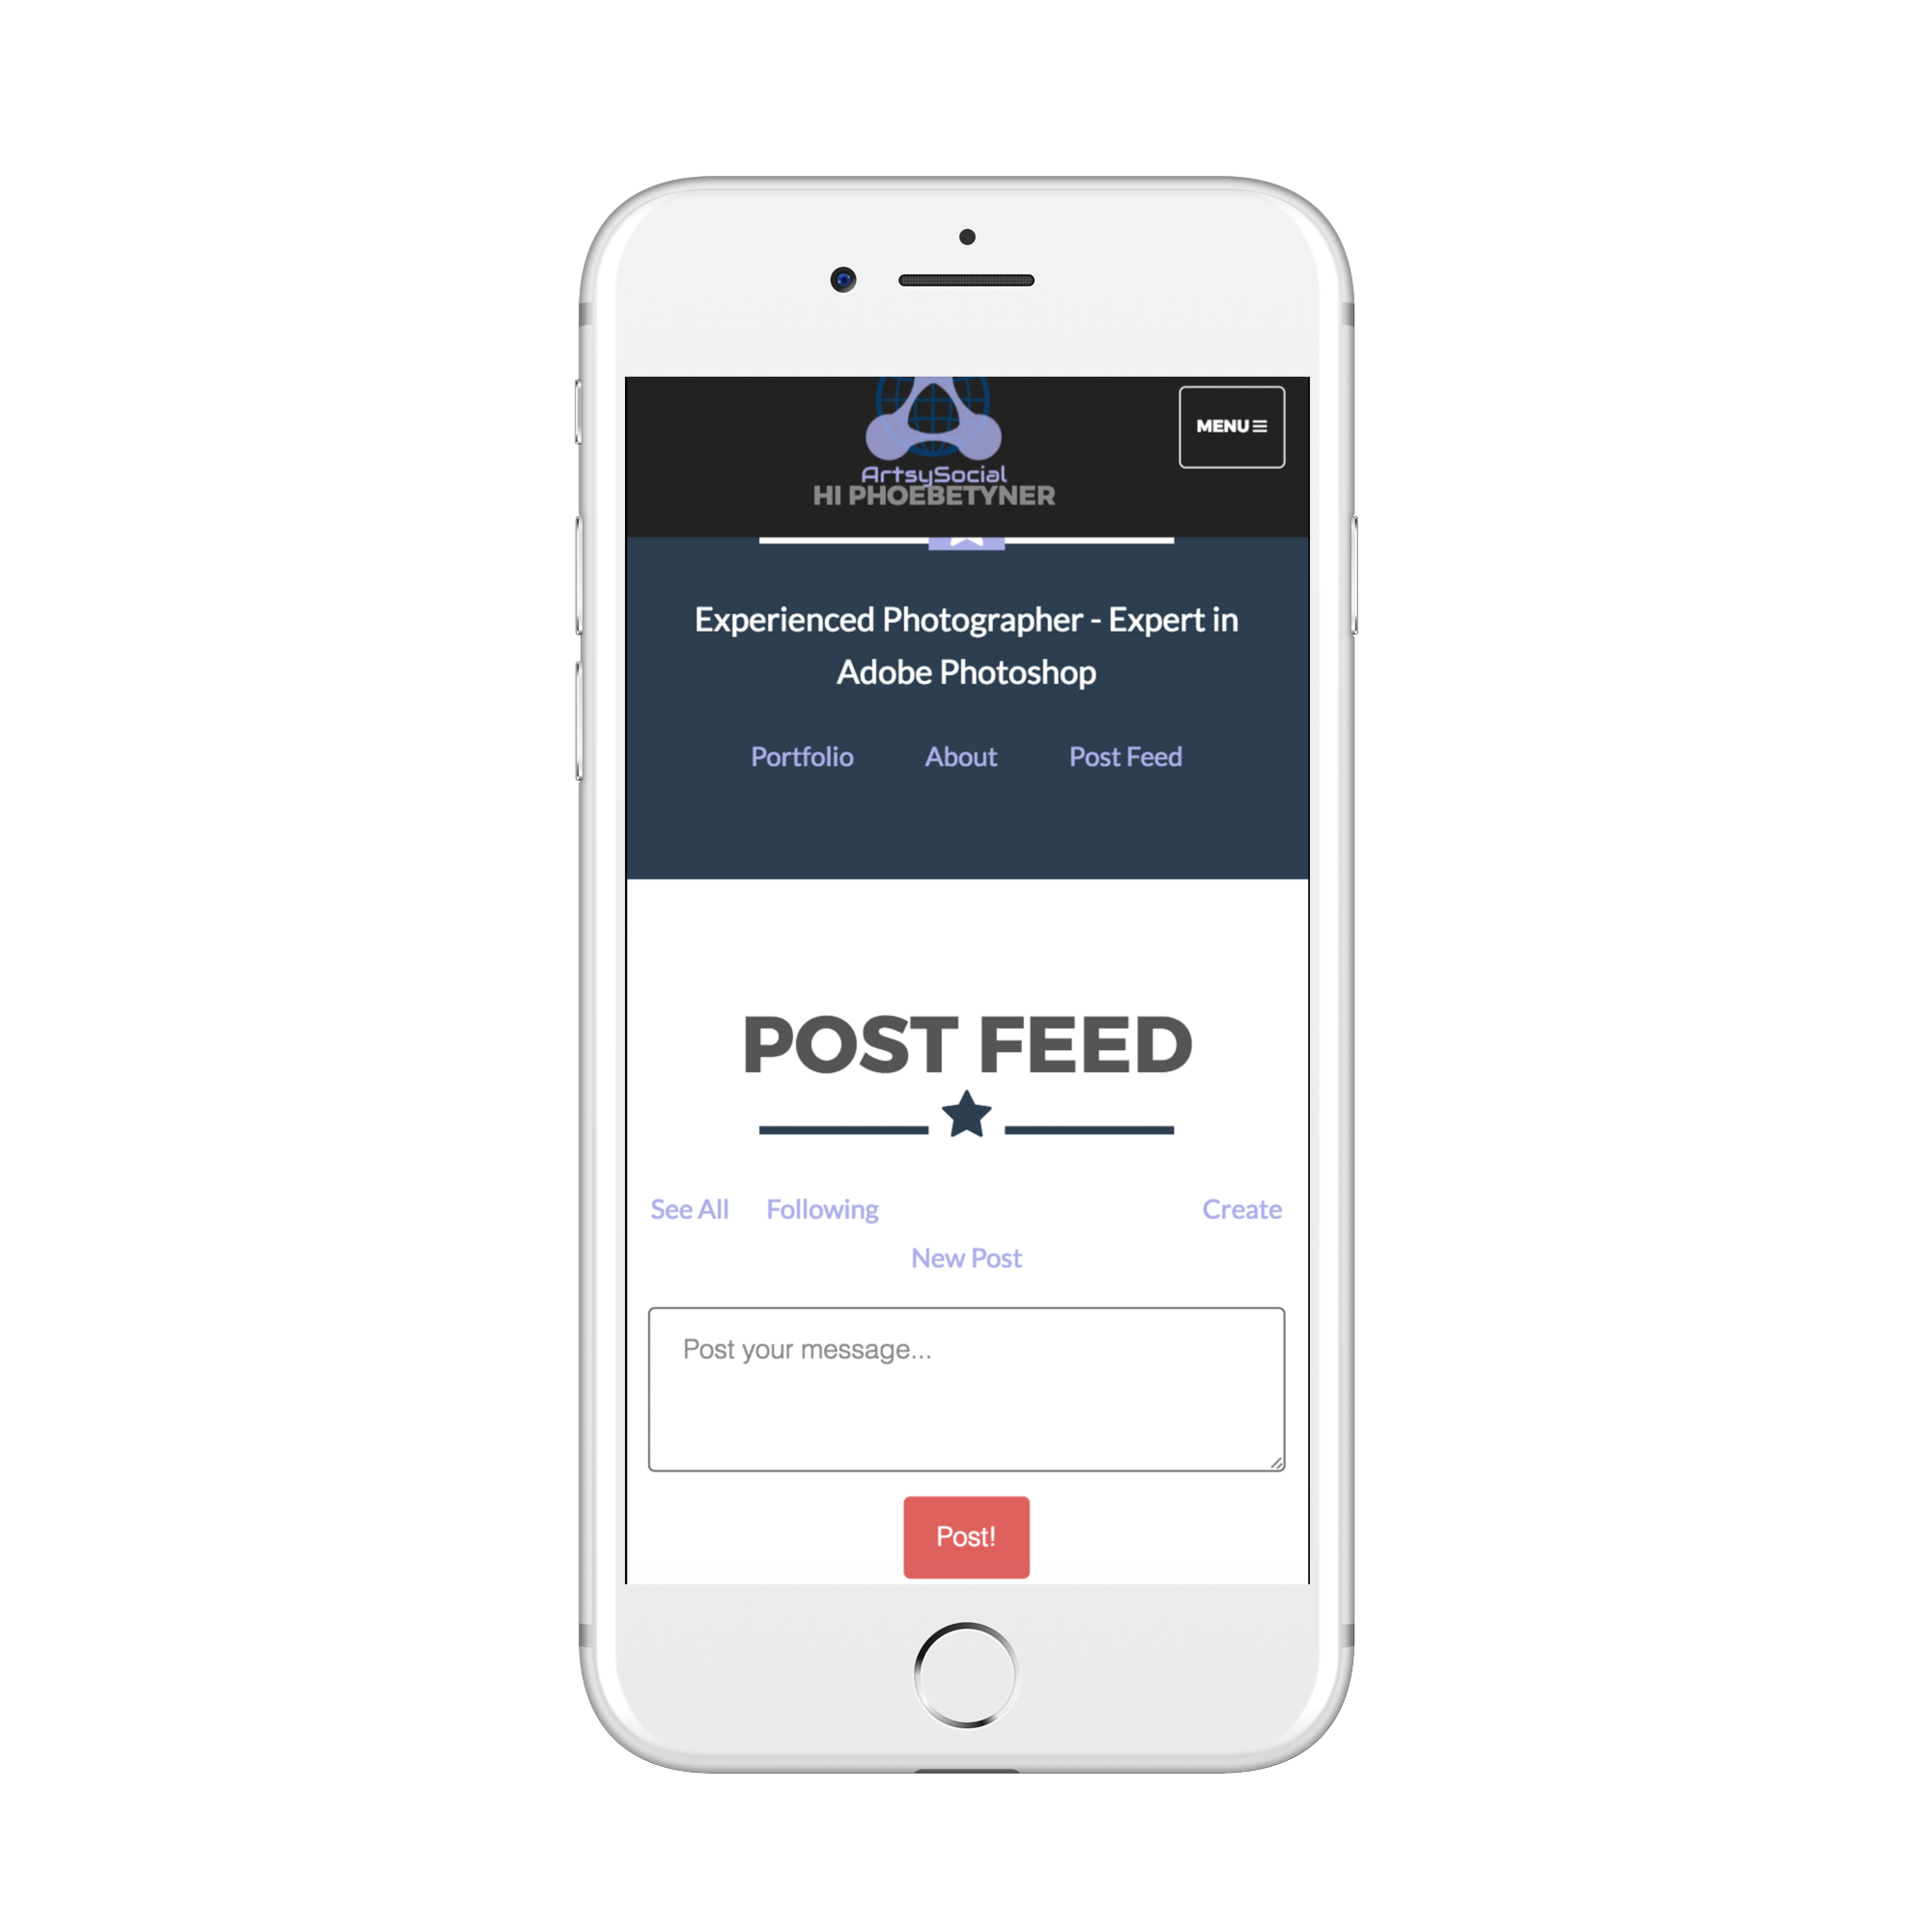 MENU
ArtsySocial
HI PHOEBETYNER
Experienced Photographer - Expert in
Adobe Photoshop
Portfolio About Post Feed
POST FEED
See All Following Create
New Post
Post your message...
Post!